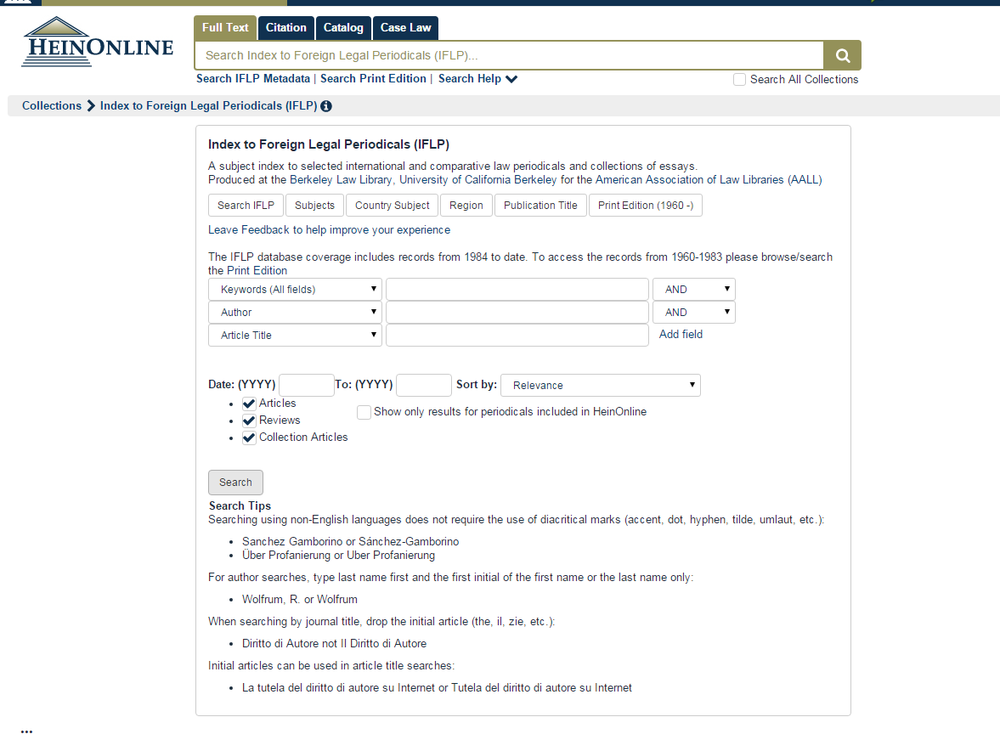 HEINONLINE
Full Text Citation Catalog Case Law
Search Index to Foreign Legal Periodicals (IFLP)...
Search IFLP Metadata | Search Print Edition | Search Help
Search All Collections
Collections Index to Foreign Legal Periodicals (IFLP)
Index to Foreign Legal Periodicals (IFLP)
A subject index to selected international and comparative law periodicals and collections of essays.
Produced at the Berkeley Law Library, University of California Berkeley for the American Association of Law Libraries (AALL)
Search IFLP Subjects Country Subject Region Publication Title Print Edition (1960 -)
Leave Feedback to help improve your experience
The IFLP database coverage includes records from 1984 to date. To access the records from 1960-1983 please browse/search
the Print Edition
Keywords (All fields) AND
Author AND
Article Title Add field
Date: (YYYY) To: (YYYY) Sort by: Relevance
• Articles
Show only results for periodicals included in HeinOnline
• Reviews
• Collection Articles
Search
Search Tips
Searching using non-English languages does not require the use of diacritical marks (accent, dot, hyphen, tilde, umlaut, etc.):
• Sanchez Gamborino or Sánchez-Gamborino
• Über Profanierung or Uber Profanierung
For author searches, type last name first and the first initial of the first name or the last name only:
• Wolfrum, R. or Wolfrum
When searching by journal title, drop the initial article (the, il, zie, etc.):
• Diritto di Autore not Il Diritto di Autore
Initial articles can be used in article title searches:
• La tutela del diritto di autore su Internet or Tutela del diritto di autore su Internet
...